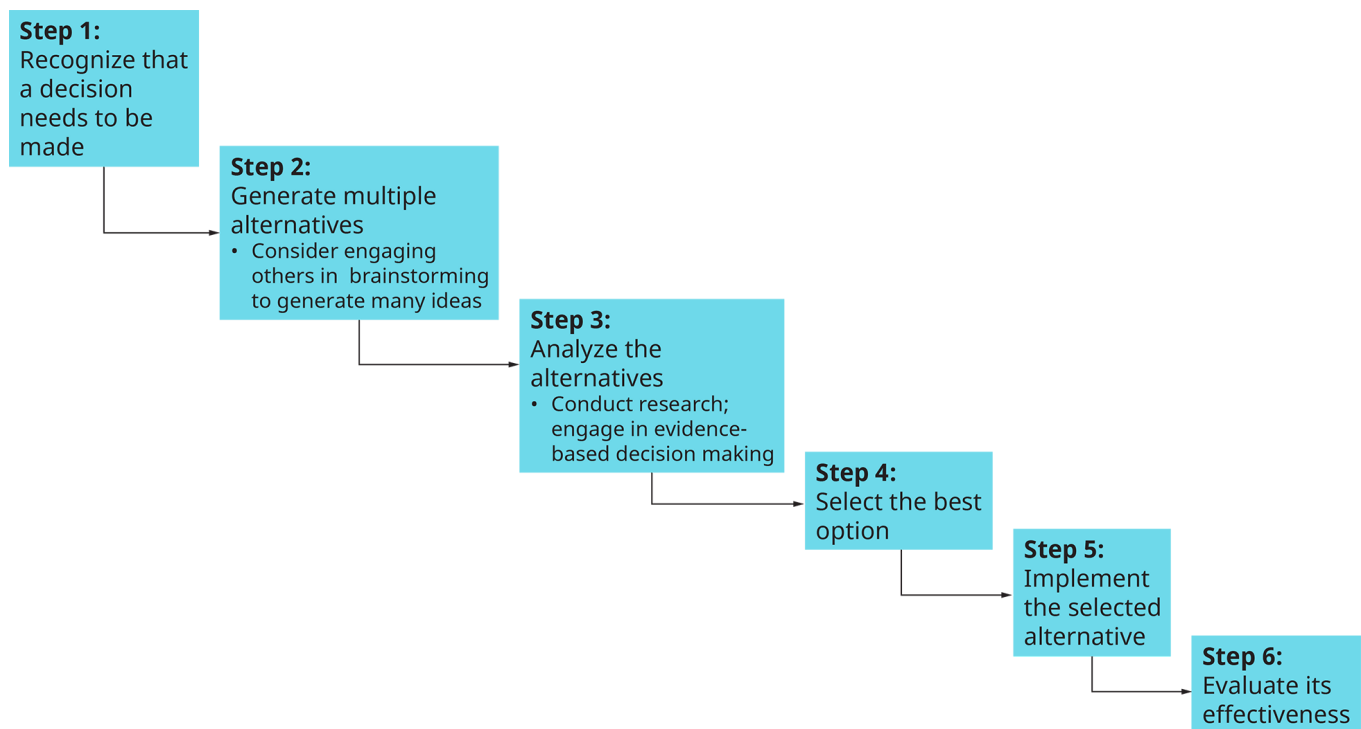 Step 1:
Recognize that
a decision
needs to be
made
Step 2:
Generate multiple
alternatives
• Consider engaging
others in  brainstorming
to generate many ideas
Step 3:
Analyze the
alternatives
• Conduct research;
engage in evidence-
based decision making
Step 4:
Select the best
option
Step 5:
Implement
the selected
alternative
Step 6:
Evaluate its
effectiveness